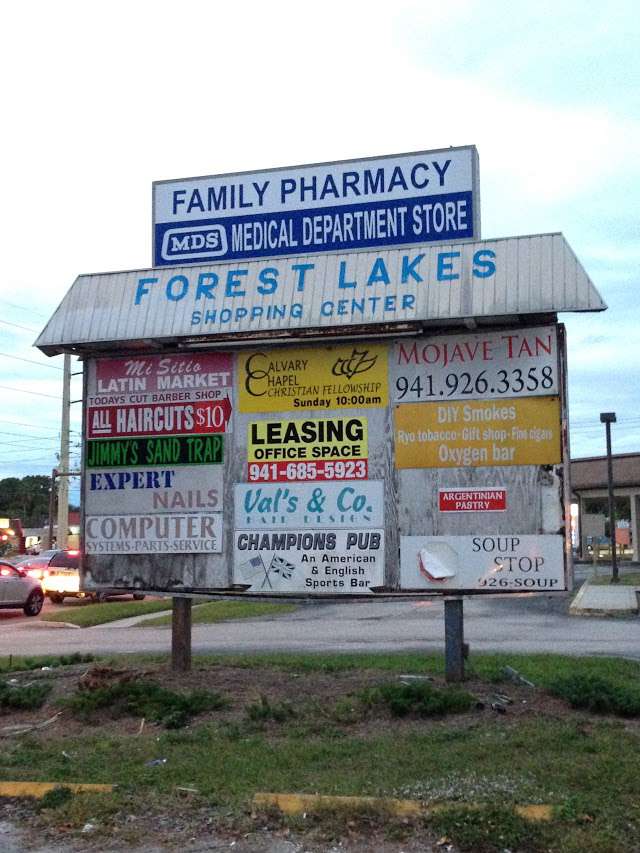 FAMILY PHARMACY
MDS MEDICAL DEPARTMENT STORE
FOREST LAKES
SHOPPING CENTER
Mi Sitio
LATIN MARKET
TODAYS CUT BARBER SHOP
ALL HAIRCUTS $10
JIMMY'S SAND TRAP
EXPERT
NAILS
COMPUTER
SYSTEMS-PARTS-SERVICE
CALVARY
CHAPEL
CHRISTIAN FELLOWSHIP
Sunday 10:00am
LEASING
OFFICE SPACE
941-685-5923
Val's & Co.
HAIR DESIGN
CHAMPIONS PUB
An American
& English
Sports Bar
MOJAVE TAN
941.926.3358
DIY Smokes
Ryo tobacco-Gift shop-Fine cigars
Oxygen bar
ARGENTINIAN
PASTRY
SOUP
STOP
926-SOUP